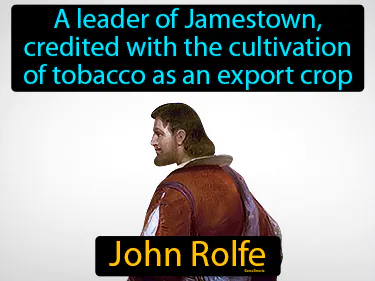 A leader of Jamestown,
credited with the cultivation
of tobacco as an export crop
John Rolfe